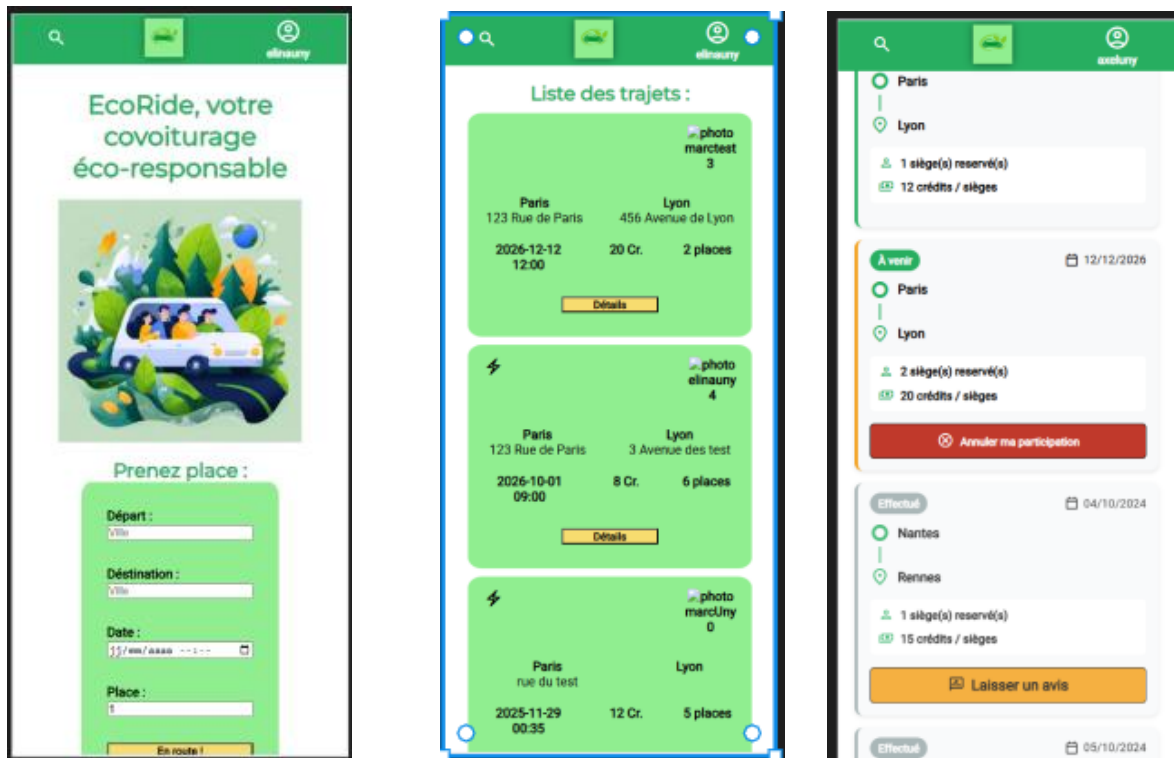 elinauny
EcoRide, votre
covoiturage
éco-responsable
Prenez place :
Départ :
Ville
Déstination :
Ville
Date :
jj/mm/aaaa --:--
Place :
1
En route !
elinauny
Liste des trajets :
photo
marctest
3
Paris
Lyon
123 Rue de Paris
456 Avenue de Lyon
2026-12-12
12:00
20 Cr.
2 places
Détails
photo
elinauny
4
Paris
Lyon
123 Rue de Paris
3 Avenue des test
2026-10-01
09:00
8 Cr.
6 places
Détails
photo
marcUny
0
Paris
Lyon
rue du test
2025-11-29
00:35
12 Cr.
5 places
axeluny
Paris
Lyon
1 siège(s) reservé(s)
12 crédits / sièges
À venir
12/12/2026
Paris
Lyon
2 siège(s) reservé(s)
20 crédits / sièges
Annuler ma participation
Effectué
04/10/2024
Nantes
Rennes
1 siège(s) reservé(s)
15 crédits / sièges
Laisser un avis
Effectué
05/10/2024